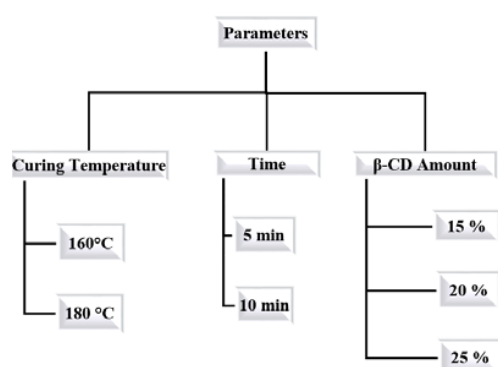 Parameters
Curing Temperature
Time
β-CD Amount
160°C
180 °C
5 min
10 min
15 %
20 %
25 %